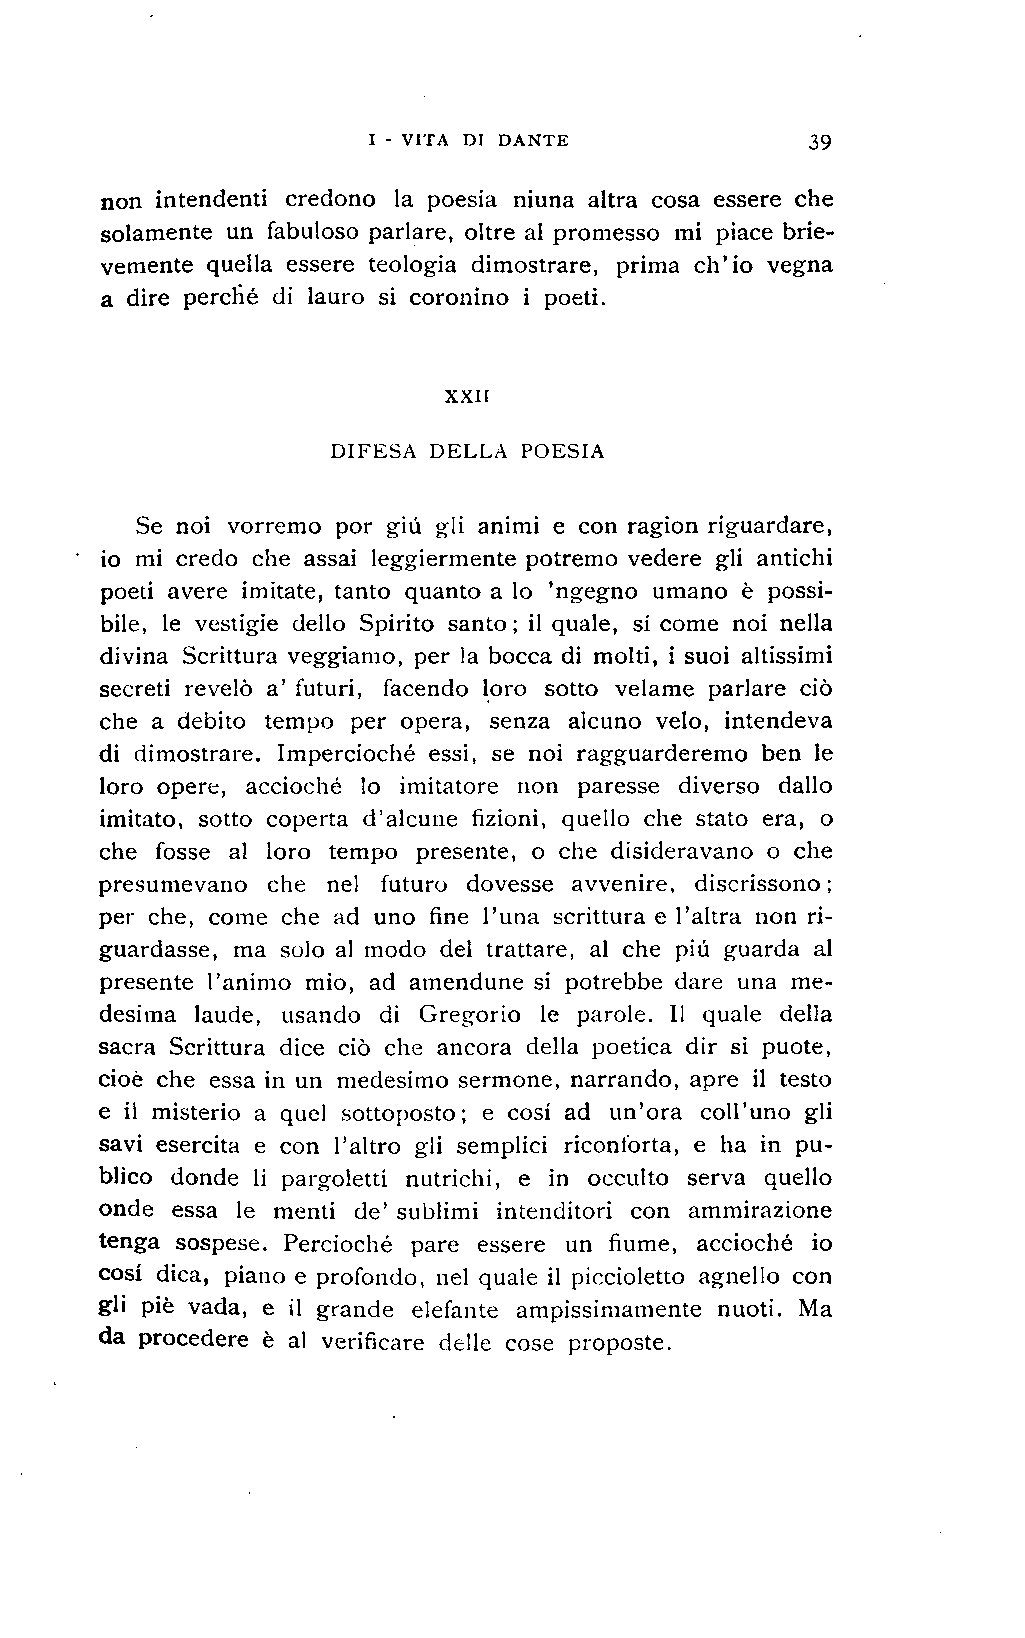 I - VITA DI DANTE 39
non intendenti credono la poesia niuna altra cosa essere che
solamente un fabuloso parlare, oltre al promesso mi piace brie-
vemente quella essere teologia dimostrare, prima ch'io vegna
a dire perché di lauro si coronino i poeti.
XXII
DIFESA DELLA POESIA
Se noi vorremo por giú gli animi e con ragion riguardare,
io mi credo che assai leggiermente potremo vedere gli antichi
poeti avere imitate, tanto quanto a lo 'ngegno umano è possi-
bile, le vestigie dello Spirito santo; il quale, sí come noi nella
divina Scrittura veggiamo, per la bocca di molti, i suoi altissimi
secreti revelò a' futuri, facendo loro sotto velame parlare ciò
che a debito tempo per opera, senza alcuno velo, intendeva
di dimostrare. Impercioché essi, se noi ragguarderemo ben le
loro opere, accioché lo imitatore non paresse diverso dallo
imitato, sotto coperta d'alcune fizioni, quello che stato era, o
che fosse al loro tempo presente, o che disideravano o che
presumevano che nel futuro dovesse avvenire, discrissono;
per che, come che ad uno fine l'una scrittura e l'altra non ri-
guardasse, ma solo al modo del trattare, al che piú guarda al
presente l'animo mio, ad amendune si potrebbe dare una me-
desima laude, usando di Gregorio le parole. Il quale della
sacra Scrittura dice ciò che ancora della poetica dir si puote,
cioè che essa in un medesimo sermone, narrando, apre il testo
e il misterio a quel sottoposto; e cosí ad un'ora coll'uno gli
savi esercita e con l'altro gli semplici riconforta, e ha in pu-
blico donde li pargoletti nutrichi, e in occulto serva quello
onde essa le menti de' sublimi intenditori con ammirazione
tenga sospese. Percioché pare essere un fiume, accioché io
cosí dica, piano e profondo, nel quale il piccioletto agnello con
gli piè vada, e il grande elefante ampissimamente nuoti. Ma
da procedere è al verificare delle cose proposte.